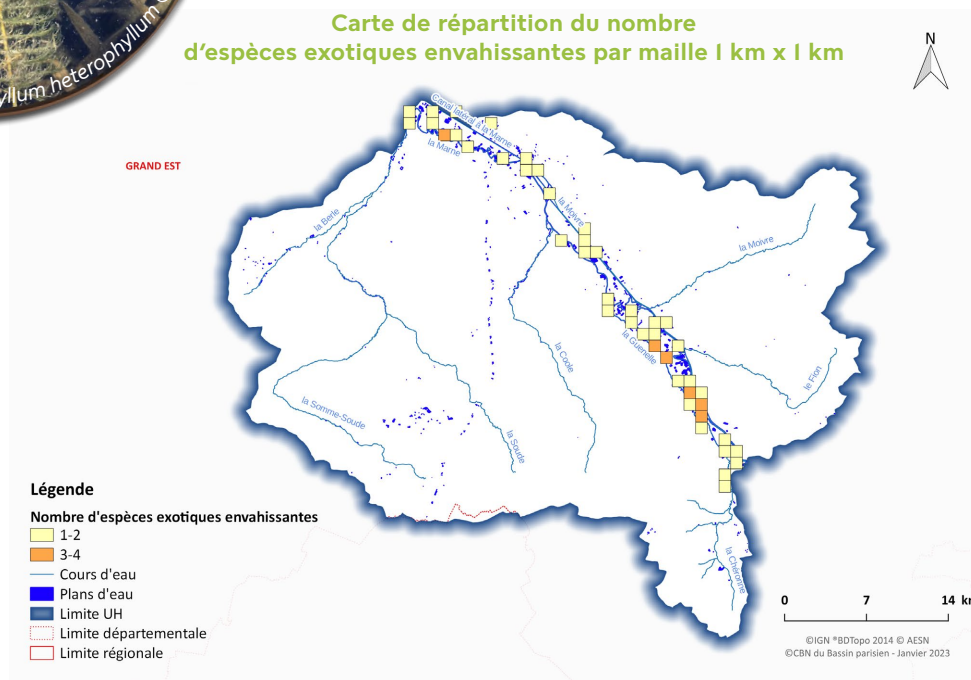 yllum heterophyllum
Carte de répartition du nombre
d'espèces exotiques envahissantes par maille 1 km x 1 km
N
GRAND EST
Canal latéral à la Marne
la Marne
la Berle
la Moivre
la Moivre
la Guenelle
la Coole
le Fion
la Somme-Soude
la Soude
la Chéronne
Légende
Nombre d'espèces exotiques envahissantes
1-2
3-4
Cours d'eau
Plans d'eau
Limite UH
Limite départementale
Limite régionale
0 7 14 km
©IGN ®BDTopo 2014 © AESN
©CBN du Bassin parisien - Janvier 2023